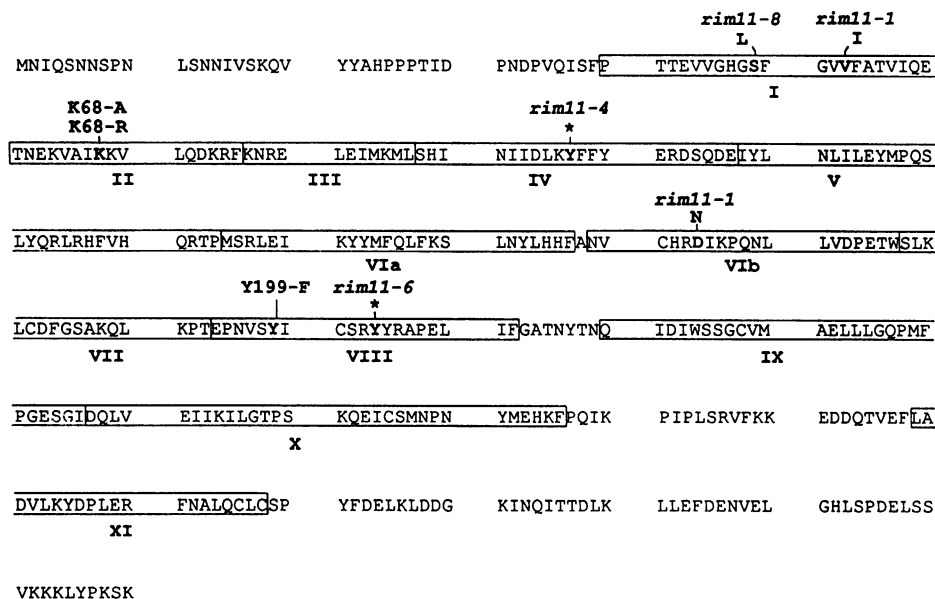 rim11-8 rim11-1
L I
MNIQSNNSPN LSNNIVSKQV YYAHPPPTID PNDPVQISFP TTEVVGHGSF GVVFATVIQE
I
K68-A
K68-R rim11-4
*
TNEKVAIKKV LQDKRFKNRE LEIMKMLSHI NIIDLKYFFY ERDSQDEIYL NLILEYMPQS
II III IV V
rim11-1
N
LYQRLRHFVH QRTPMSRLEI KYYMFQLFKS LNYLHHFANV CHRDIKPQNL LVDPETWSLK
VIa VIb
Y199-F rim11-6
*
LCDFGSAKQL KPTEPNVSYI CSRYYRAPEL IFGATNYTNQ IDIWSSGCVM AELLLGQPMF
VII VIII IX
PGESGIDQLV EIIKILGTPS KQEICSMNPN YMEHKFPQIK PIPLSRVFKK EDDQTVEFLA
X
DVLKYDPLER FNALQCLCSP YFDELKLDDG KINQITTDLK LLEFDENVEL GHLSPDELSS
XI
VKKKLYPKSK